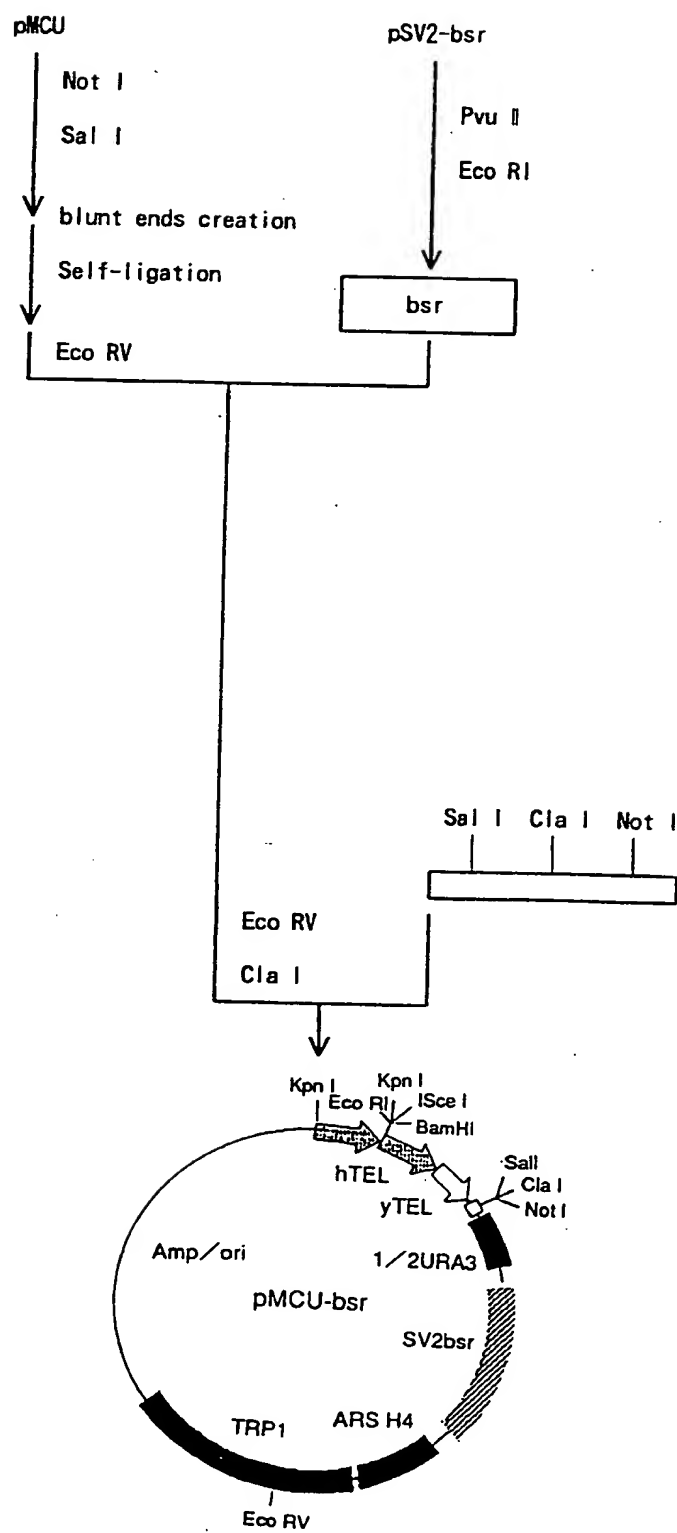 pMCU
pSV2-bsr
Not I
Sal I
Pvu Ⅱ
Eco RI
blunt ends creation
Self-ligation
bsr
Eco RV
Sal I Cla I Not I
Eco RV
Cla I
Kpn I
Eco RI
Kpn I
ISce I
BamHI
hTEL
yTEL
SalI
Cla I
Not I
Amp/ori
1/2URA3
pMCU-bsr
SV2bsr
TRP1
ARS H4
Eco RV